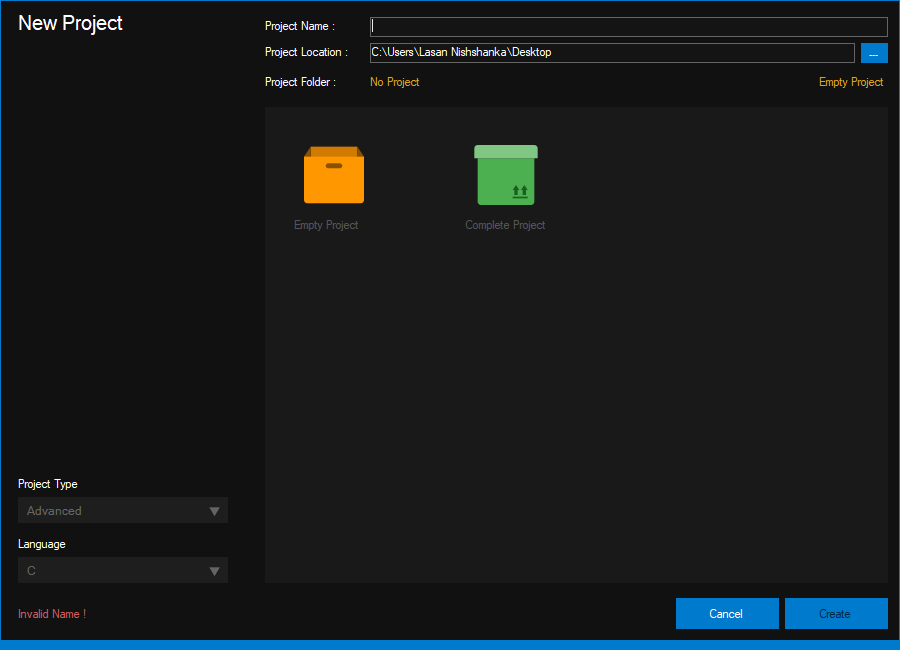 New Project
Project Name :
Project Location :
C:\Users\Lasan Nishshanka\Desktop
...
Project Folder :
No Project
Empty Project
Empty Project
Complete Project
Project Type
Advanced
Language
C
Invalid Name !
Cancel
Create